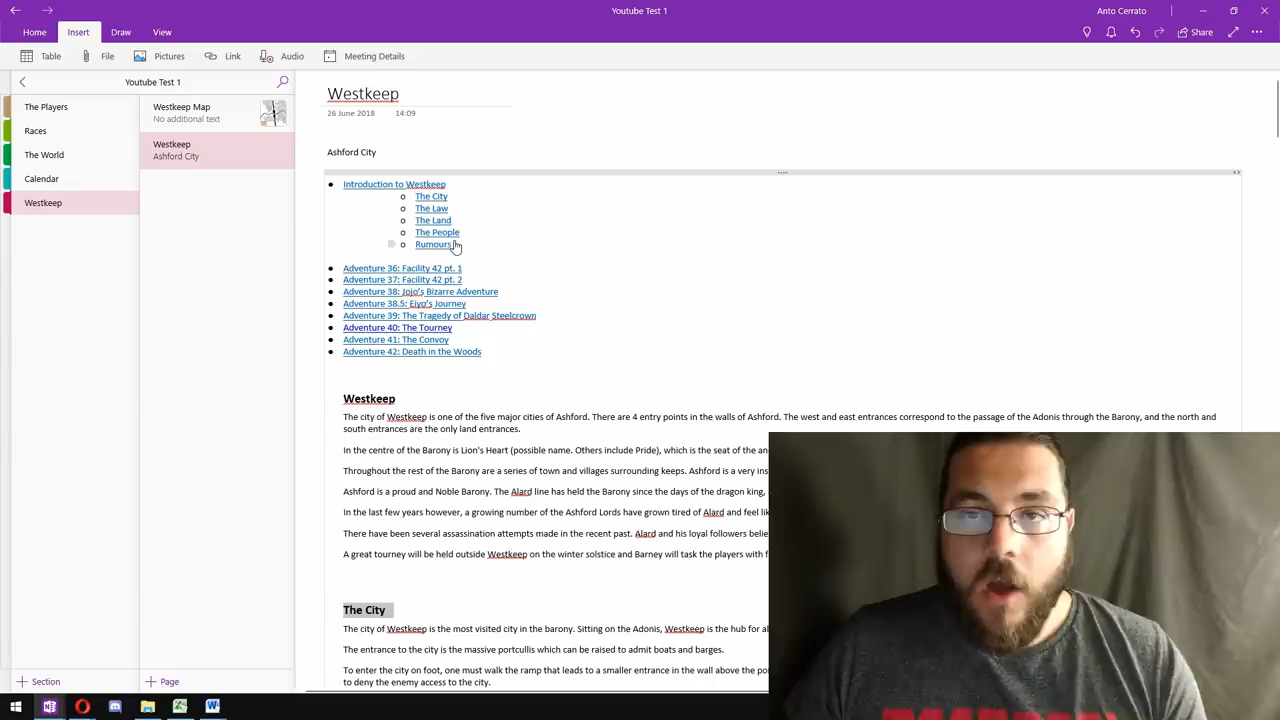 Youtube Test 1
Anto Cerrato
Home
Insert
Draw
View
Share
Table
File
Pictures
Link
Audio
Meeting Details
Youtube Test 1
The Players
Races
The World
Calendar
Westkeep
Westkeep Map
No additional text
Westkeep
Ashford City
Westkeep
26 June 2018 14:09
Ashford City
• Introduction to Westkeep
o The City
o The Law
o The Land
o The People
o Rumours
• Adventure 36: Facility 42 pt. 1
• Adventure 37: Facility 42 pt. 2
• Adventure 38: Jojo's Bizarre Adventure
• Adventure 38.5: Eiyo's Journey
• Adventure 39: The Tragedy of Daldar Steelcrown
• Adventure 40: The Tourney
• Adventure 41: The Convoy
• Adventure 42: Death in the Woods
Westkeep
The city of Westkeep is one of the five major cities of Ashford. There are 4 entry points in the walls of Ashford. The west and east entrances correspond to the passage of the Adonis through the Barony, and the north and
south entrances are the only land entrances.
In the centre of the Barony is Lion's Heart (possible name. Others include Pride), which is the seat of the
Throughout the rest of the Barony are a series of town and villages surrounding keeps. Ashford is a very
Ashford is a proud and Noble Barony. The Alard line has held the Barony since the days of the dragon king,
In the last few years however, a growing number of the Ashford Lords have grown tired of Alard and feel
There have been several assassination attempts made in the recent past. Alard and his loyal followers
A great tourney will be held outside Westkeep on the winter solstice and Barney will task the players with
The City
The city of Westkeep is the most visited city in the barony. Sitting on the Adonis, Westkeep is the hub for
The entrance to the city is the massive portcullis which can be raised to admit boats and barges.
To enter the city on foot, one must walk the ramp that leads to a smaller entrance in the wall above the
to deny the enemy access to the city.
Section
Page